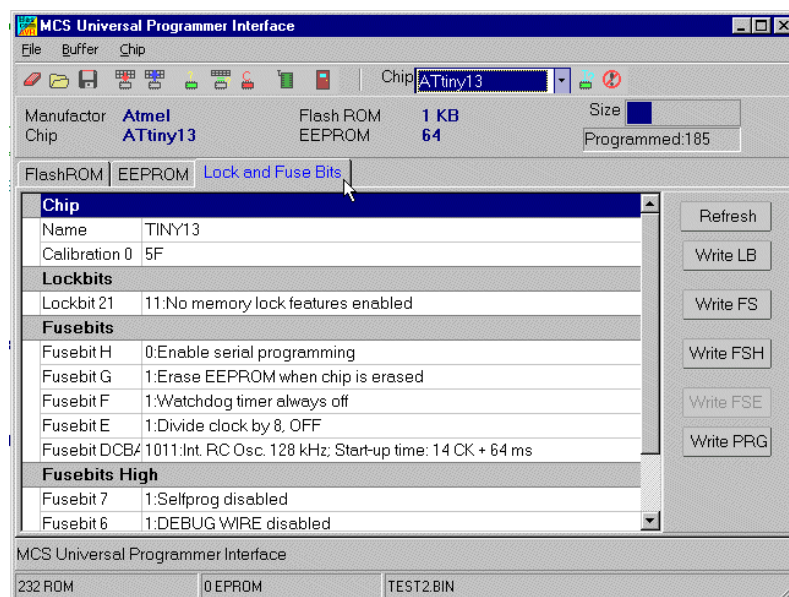 MCS Universal Programmer Interface
File Buffer Chip
Chip ATtiny13
Manufactor Atmel Flash ROM 1 KB Size
Chip ATtiny13 EEPROM 64 Programmed:185
FlashROM EEPROM Lock and Fuse Bits
Chip
Name TINY13
Calibration 0 5F
Lockbits
Lockbit 21 11:No memory lock features enabled
Fusebits
Fusebit H 0:Enable serial programming
Fusebit G 1:Erase EEPROM when chip is erased
Fusebit F 1:Watchdog timer always off
Fusebit E 1:Divide clock by 8, OFF
Fusebit DCBA 1011:Int. RC Osc. 128 kHz; Start-up time: 14 CK + 64 ms
Fusebits High
Fusebit 7 1:Selfprog disabled
Fusebit 6 1:DEBUG WIRE disabled
Refresh
Write LB
Write FS
Write FSH
Write FSE
Write PRG
MCS Universal Programmer Interface
232 ROM 0 EPROM TEST2.BIN